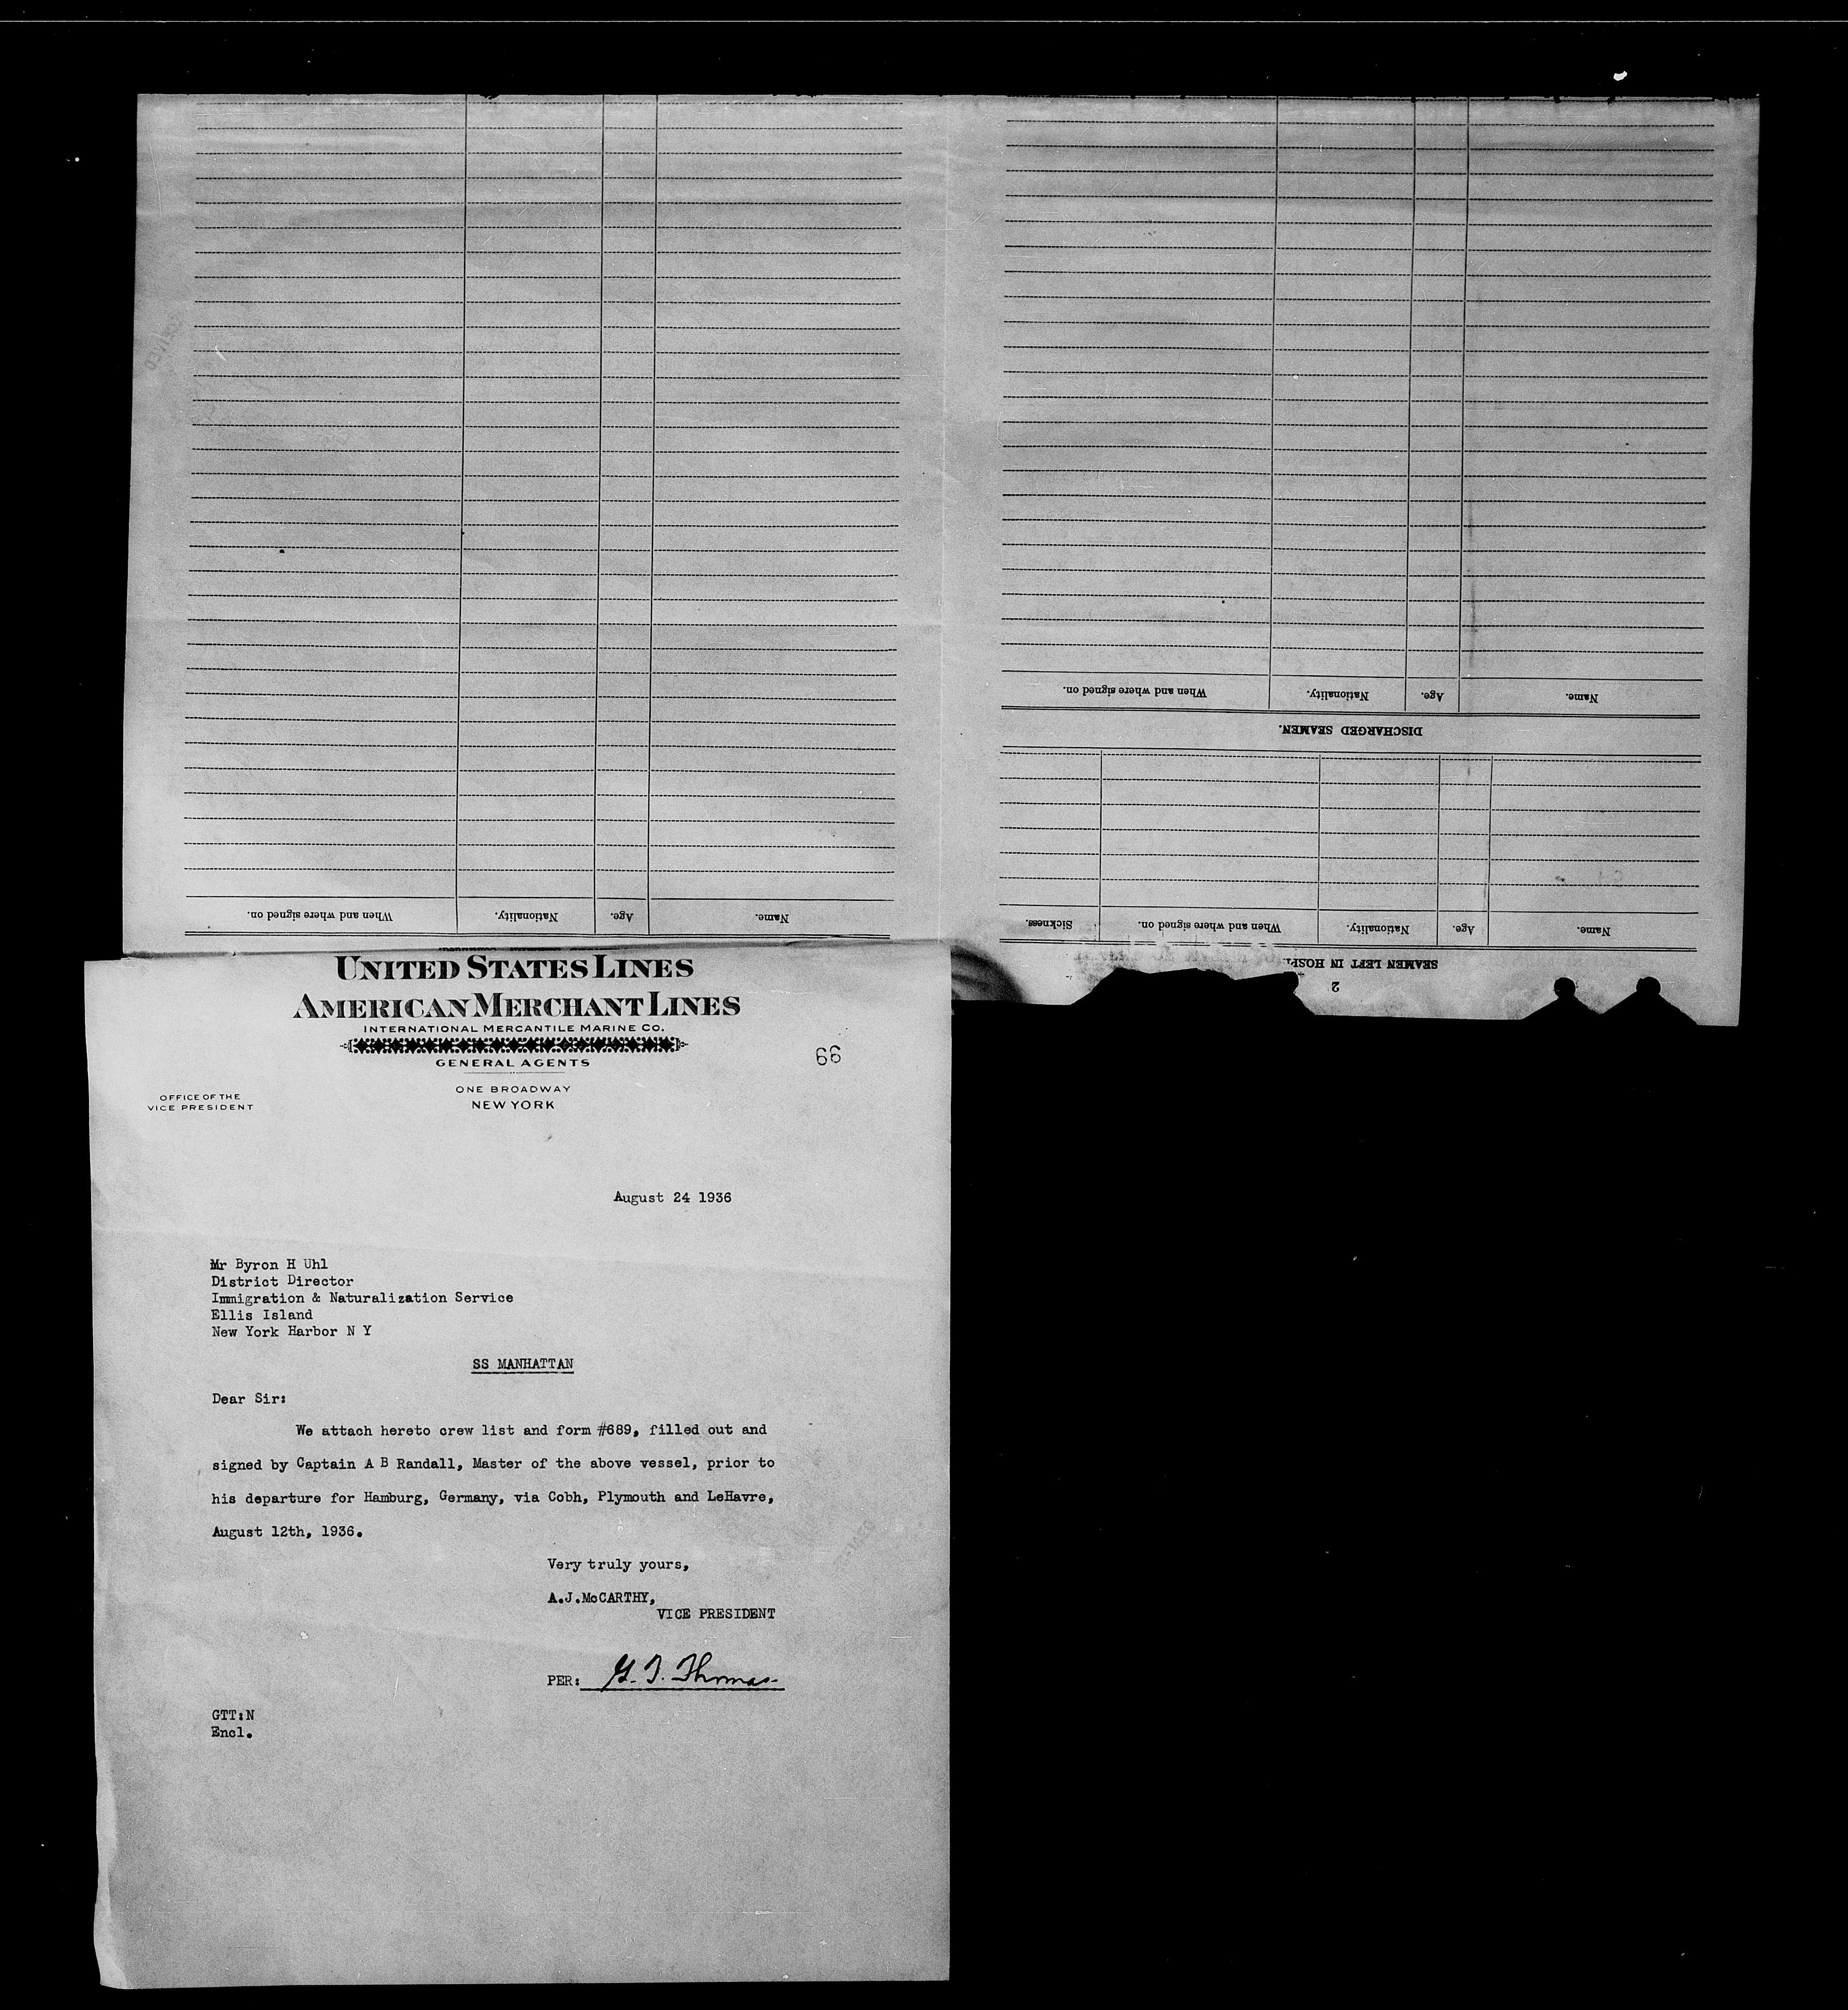 UNITED STATES LINES
AMERICAN MERCHANT LINES
INTERNATIONAL MERCANTILE MARINE CO.
GENERAL AGENTS
66
ONE BROADWAY
NEW YORK
OFFICE OF THE
VICE PRESIDENT
August 24 1936
Mr Byron H Uhl
District Director
Immigration & Naturalization Service
Ellis Island
New York Harbor N Y
SS MANHATTAN
Dear Sir:
We attach hereto crew list and form #689, filled out and
signed by Captain A B Randall, Master of the above vessel, prior to
his departure for Hamburg, Germany, via Cobh, Plymouth and LeHavre,
August 12th, 1936.
Very truly yours,
A.J.McCARTHY,
VICE PRESIDENT
PER: G. T. Thomas
GTT:N
Encl.
2
SEAMEN LEFT IN
Name. Age. Nationality. When and where signed on. Sickness.
DISCHARGED SEAMEN.
Name. Age. Nationality. When and where signed on.
Name. Age. Nationality. When and where signed on.